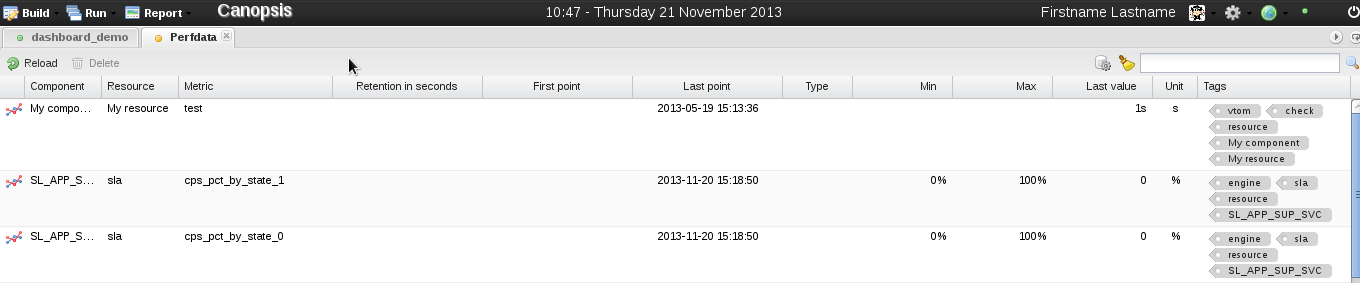 Build Run Report Canopsis 10:47 - Thursday 21 November 2013 Firstname Lastname
dashboard_demo Perfdata
Reload Delete
Component Resource Metric Retention in seconds First point Last point Type Min Max Last value Unit Tags
My compo... My resource test 2013-05-19 15:13:36 1s s vtom check
resource
My component
My resource
SL_APP_S... sla cps_pct_by_state_1 2013-11-20 15:18:50 0% 100% 0 % engine sla
resource
SL_APP_SUP_SVC
SL_APP_S... sla cps_pct_by_state_0 2013-11-20 15:18:50 0% 100% 0 % engine sla
resource
SL_APP_SUP_SVC